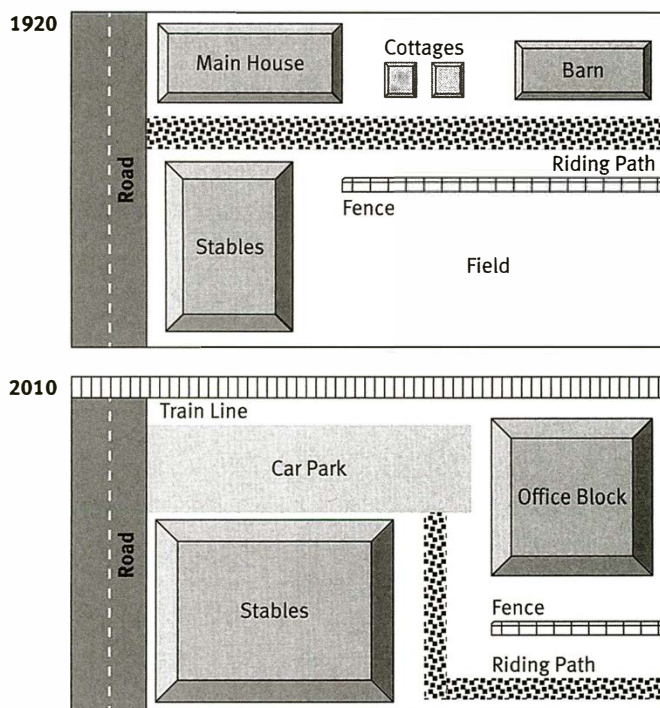 1920
Main House
Cottages
Barn
Road
Riding Path
Fence
Stables
Field
2010
Train Line
Car Park
Office Block
Road
Stables
Fence
Riding Path